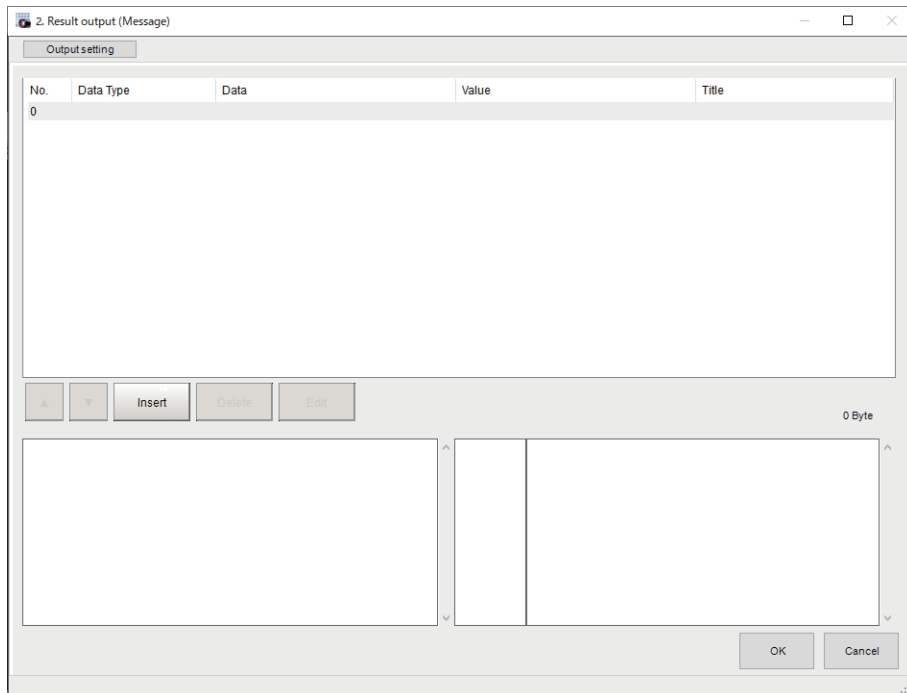 2. Result output (Message)
Output setting
No. Data Type Data Value Title
0
Insert Delete Edit
0 Byte
OK Cancel